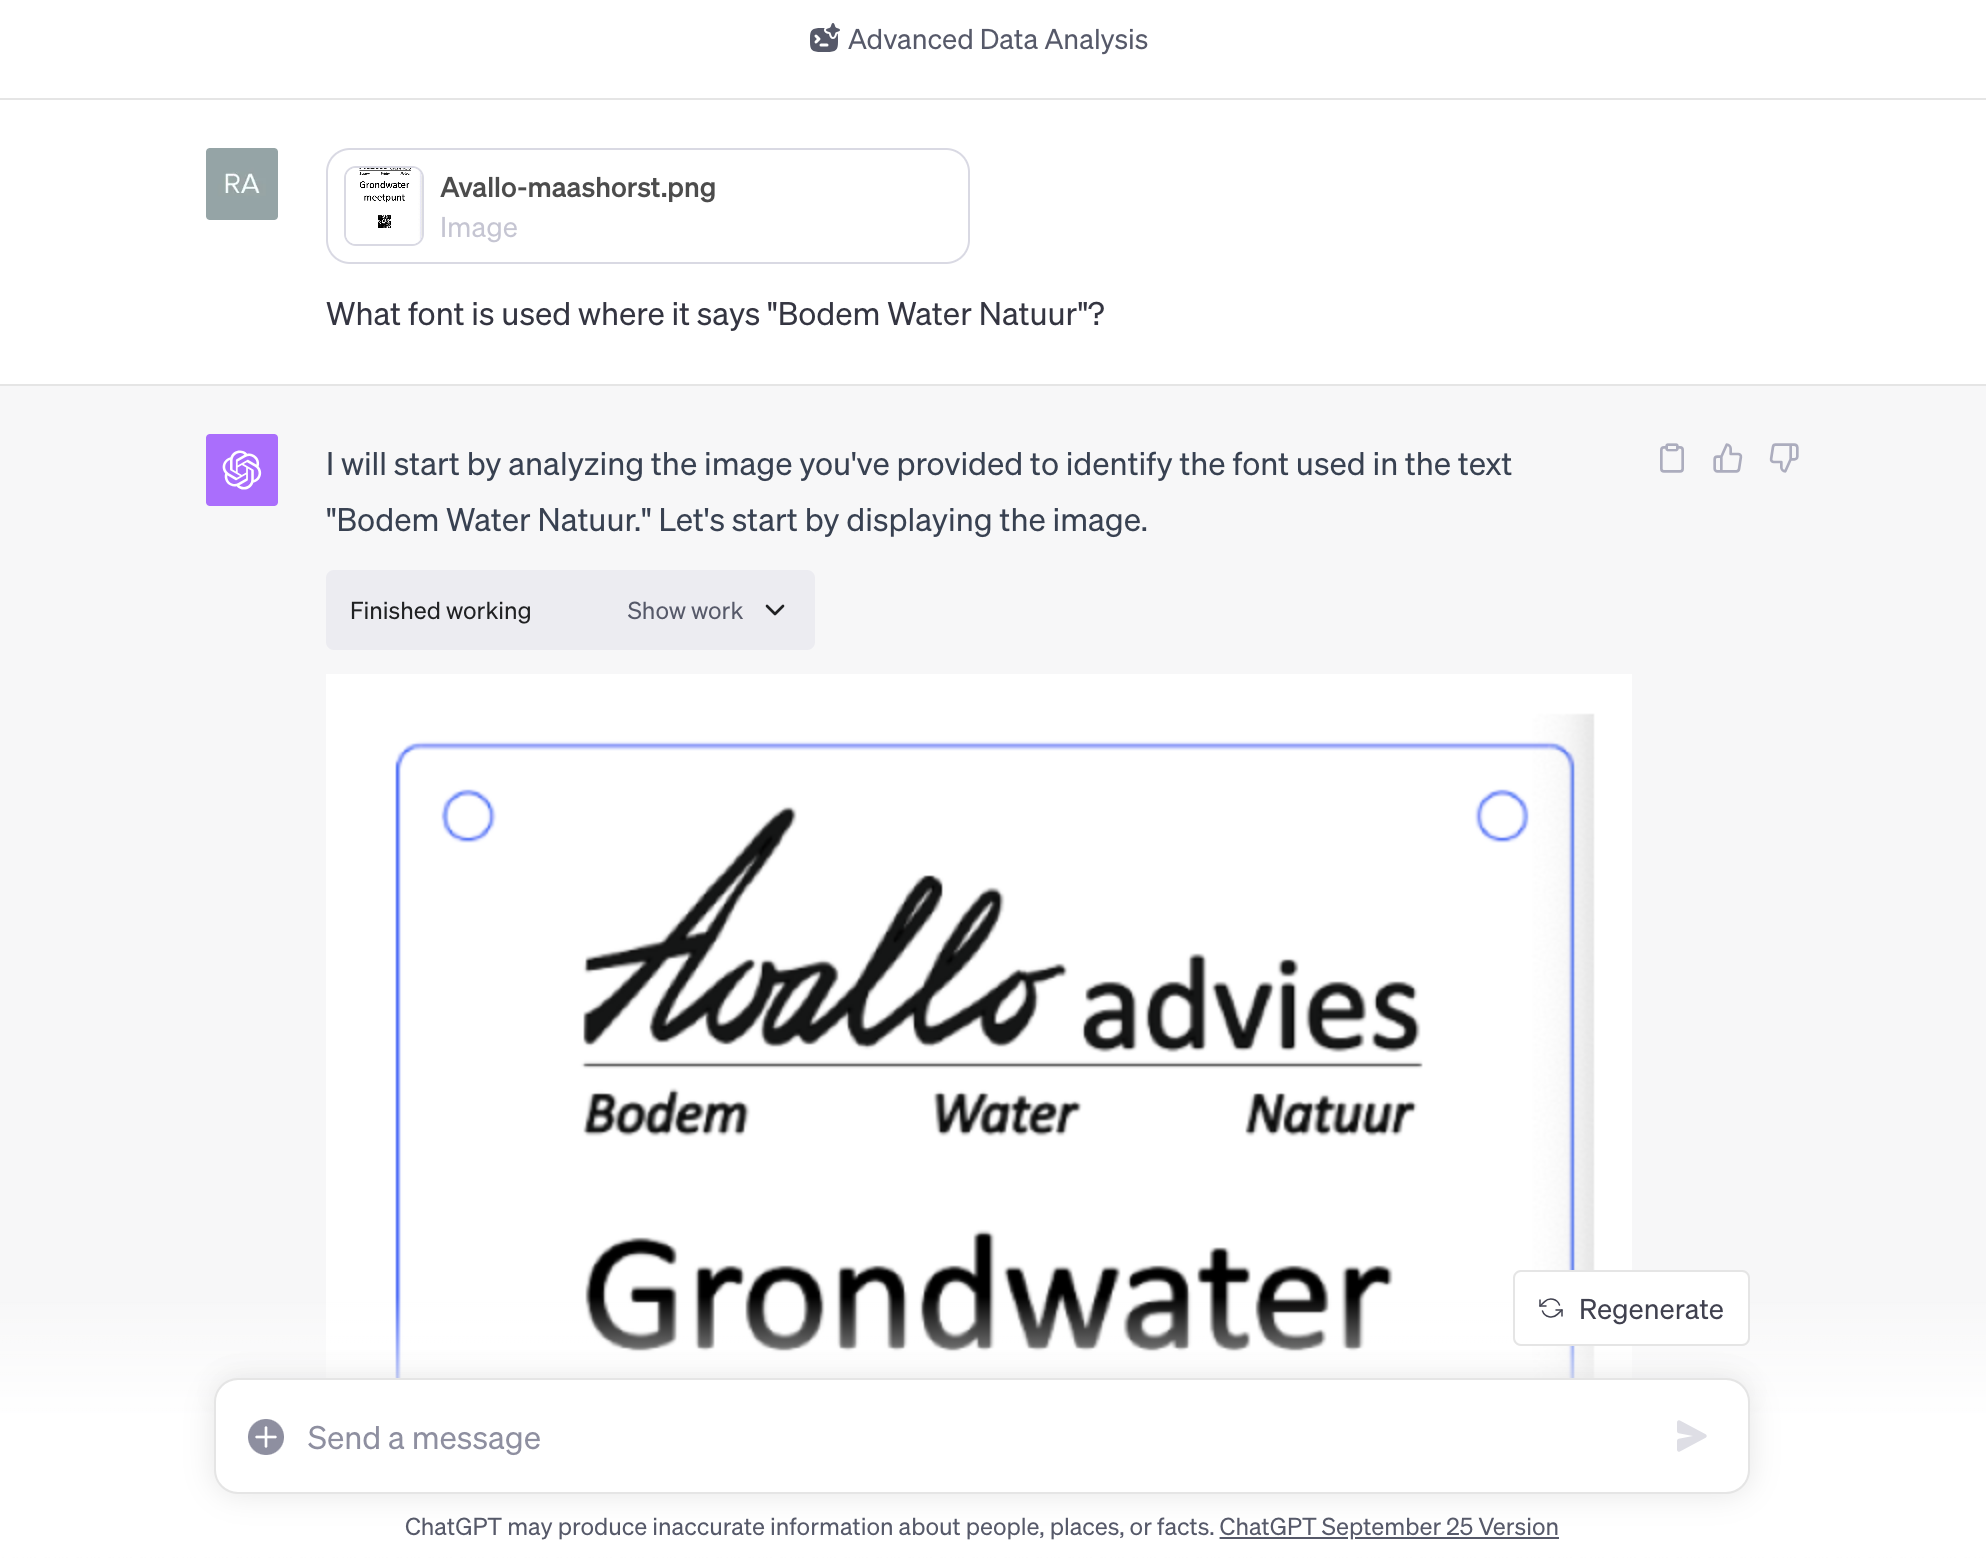 Advanced Data Analysis
RA
Grondwater
meetpunt
Avallo-maashorst.png
Image
What font is used where it says "Bodem Water Natuur"?
I will start by analyzing the image you've provided to identify the font used in the text
"Bodem Water Natuur." Let's start by displaying the image.
Finished working Show work
Avallo advies
Bodem Water Natuur
Grondwater
Regenerate
Send a message
ChatGPT may produce inaccurate information about people, places, or facts. ChatGPT September 25 Version